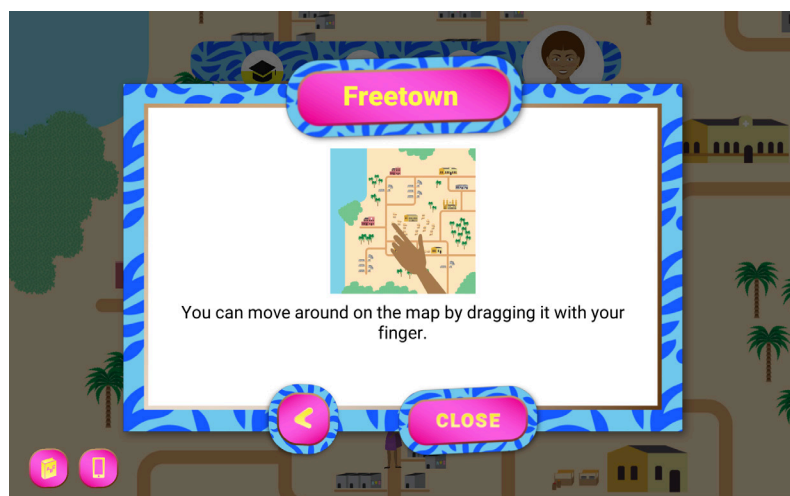 Freetown
You can move around on the map by dragging it with your
finger.
<
CLOSE